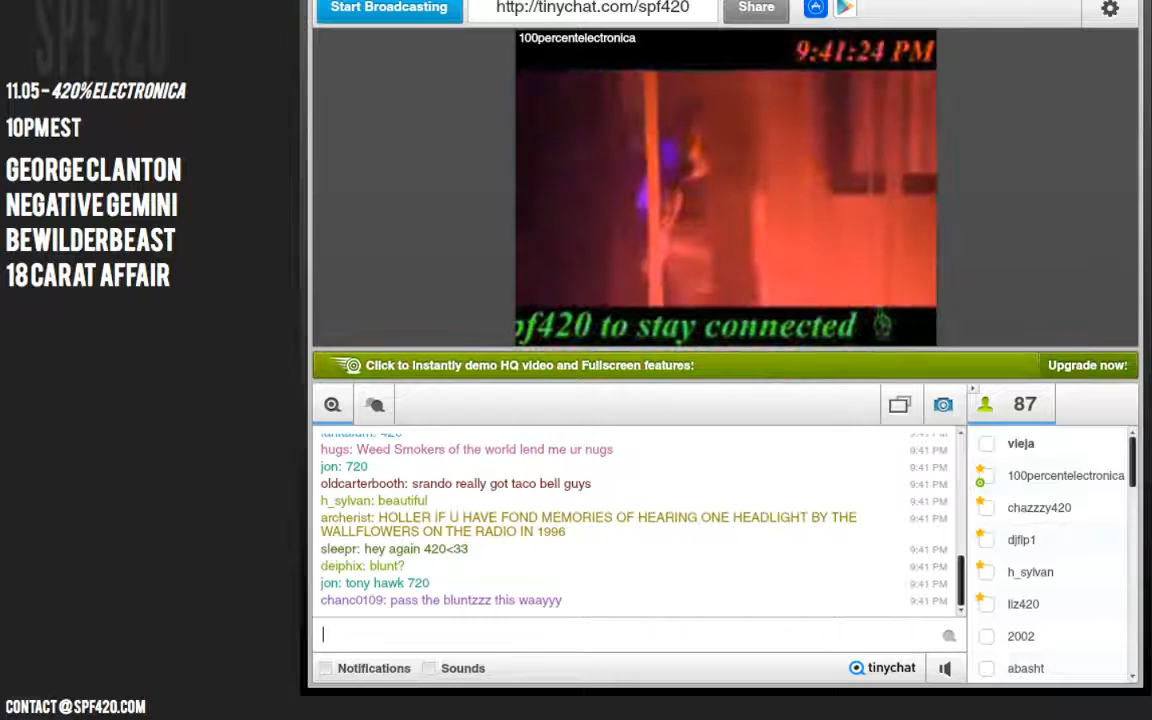 SPF420
11.05 – 420%ELECTRONICA
10PM EST
GEORGE CLANTON
NEGATIVE GEMINI
BEWILDERBEAST
18 CARAT AFFAIR
CONTACT@SPF420.COM
Start Broadcasting
http://tinychat.com/spf420
Share
100percentelectronica
9:41:24 PM
pf420 to stay connected
Click to instantly demo HQ video and Fullscreen features!
Upgrade now!
87
hugs: Weed Smokers of the world lend me ur nugs
9:41 PM
jon: 720
9:41 PM
oldcarterbooth: srando really got taco bell guys
9:41 PM
h_sylvan: beautiful
9:41 PM
archerist: HOLLER IF U HAVE FOND MEMORIES OF HEARING ONE HEADLIGHT BY THE
9:41 PM
WALLFLOWERS ON THE RADIO IN 1996
sleepr: hey again 420<33
9:41 PM
deiphix: blunt?
9:41 PM
jon: tony hawk 720
9:41 PM
chanc0109: pass the bluntzzz this waayyy
9:41 PM
Notifications
Sounds
tinychat
vieja
100percentelectronica
chazzzy420
djflp1
h_sylvan
liz420
2002
abasht